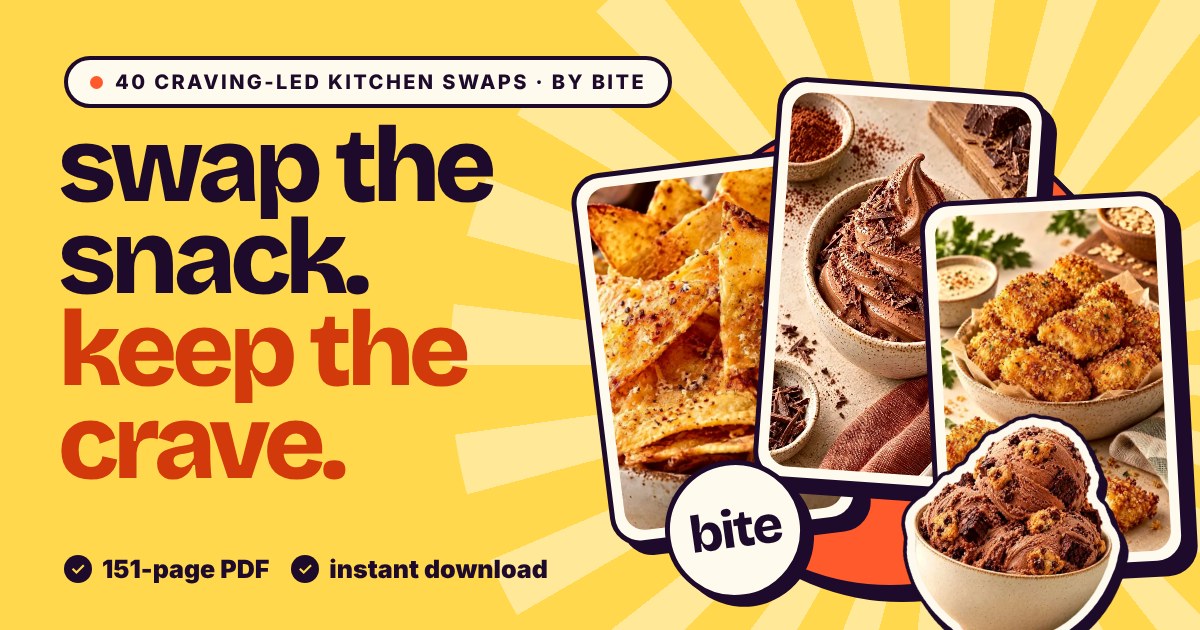 40 CRAVING-LED KITCHEN SWAPS · BY BITE
swap the
snack.
keep the
crave.
151-page PDF
instant download
bite